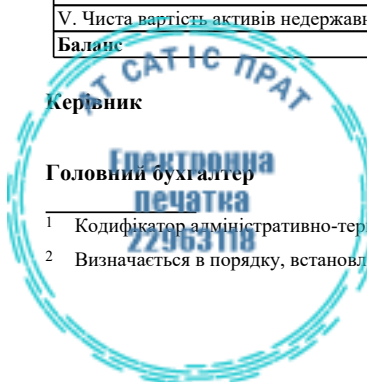 V. Чиста вартість активів недержавн
Баланс
АТ САТІС ПРАТ
Керівник
Електронна
Головний бухгалтер
печатка
22963118
1 Кодифікатор адміністративно-тер
2 Визначається в порядку, встановл